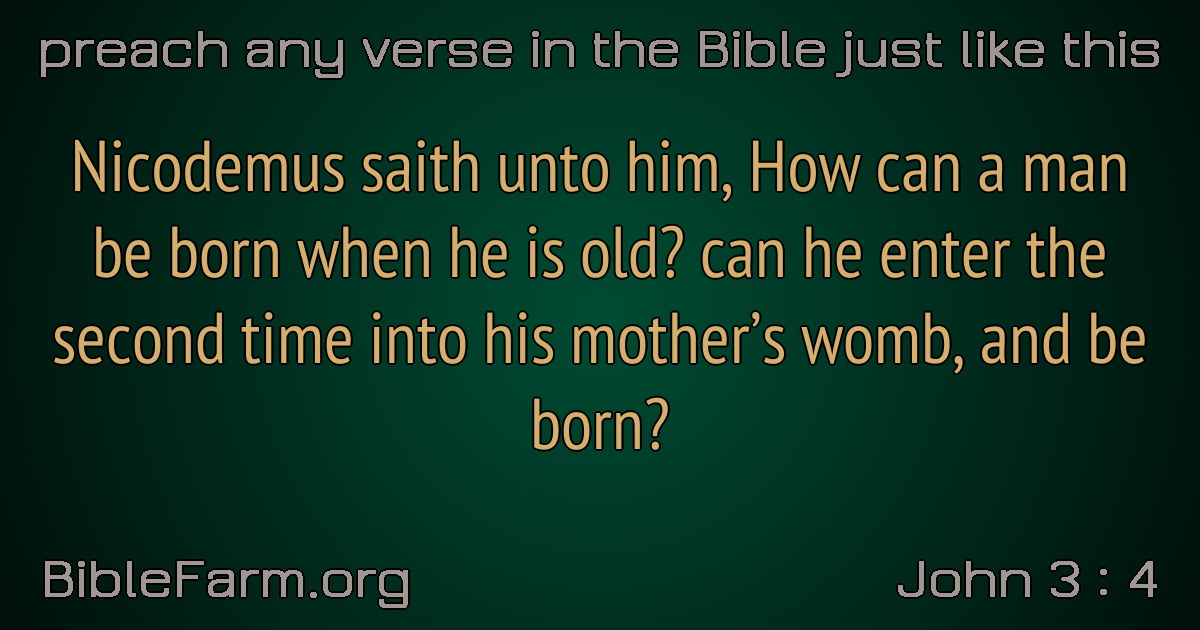 preach any verse in the Bible just like this
Nicodemus saith unto him, How can a man
be born when he is old? can he enter the
second time into his mother’s womb, and be
born?
BibleFarm.org
John 3 : 4